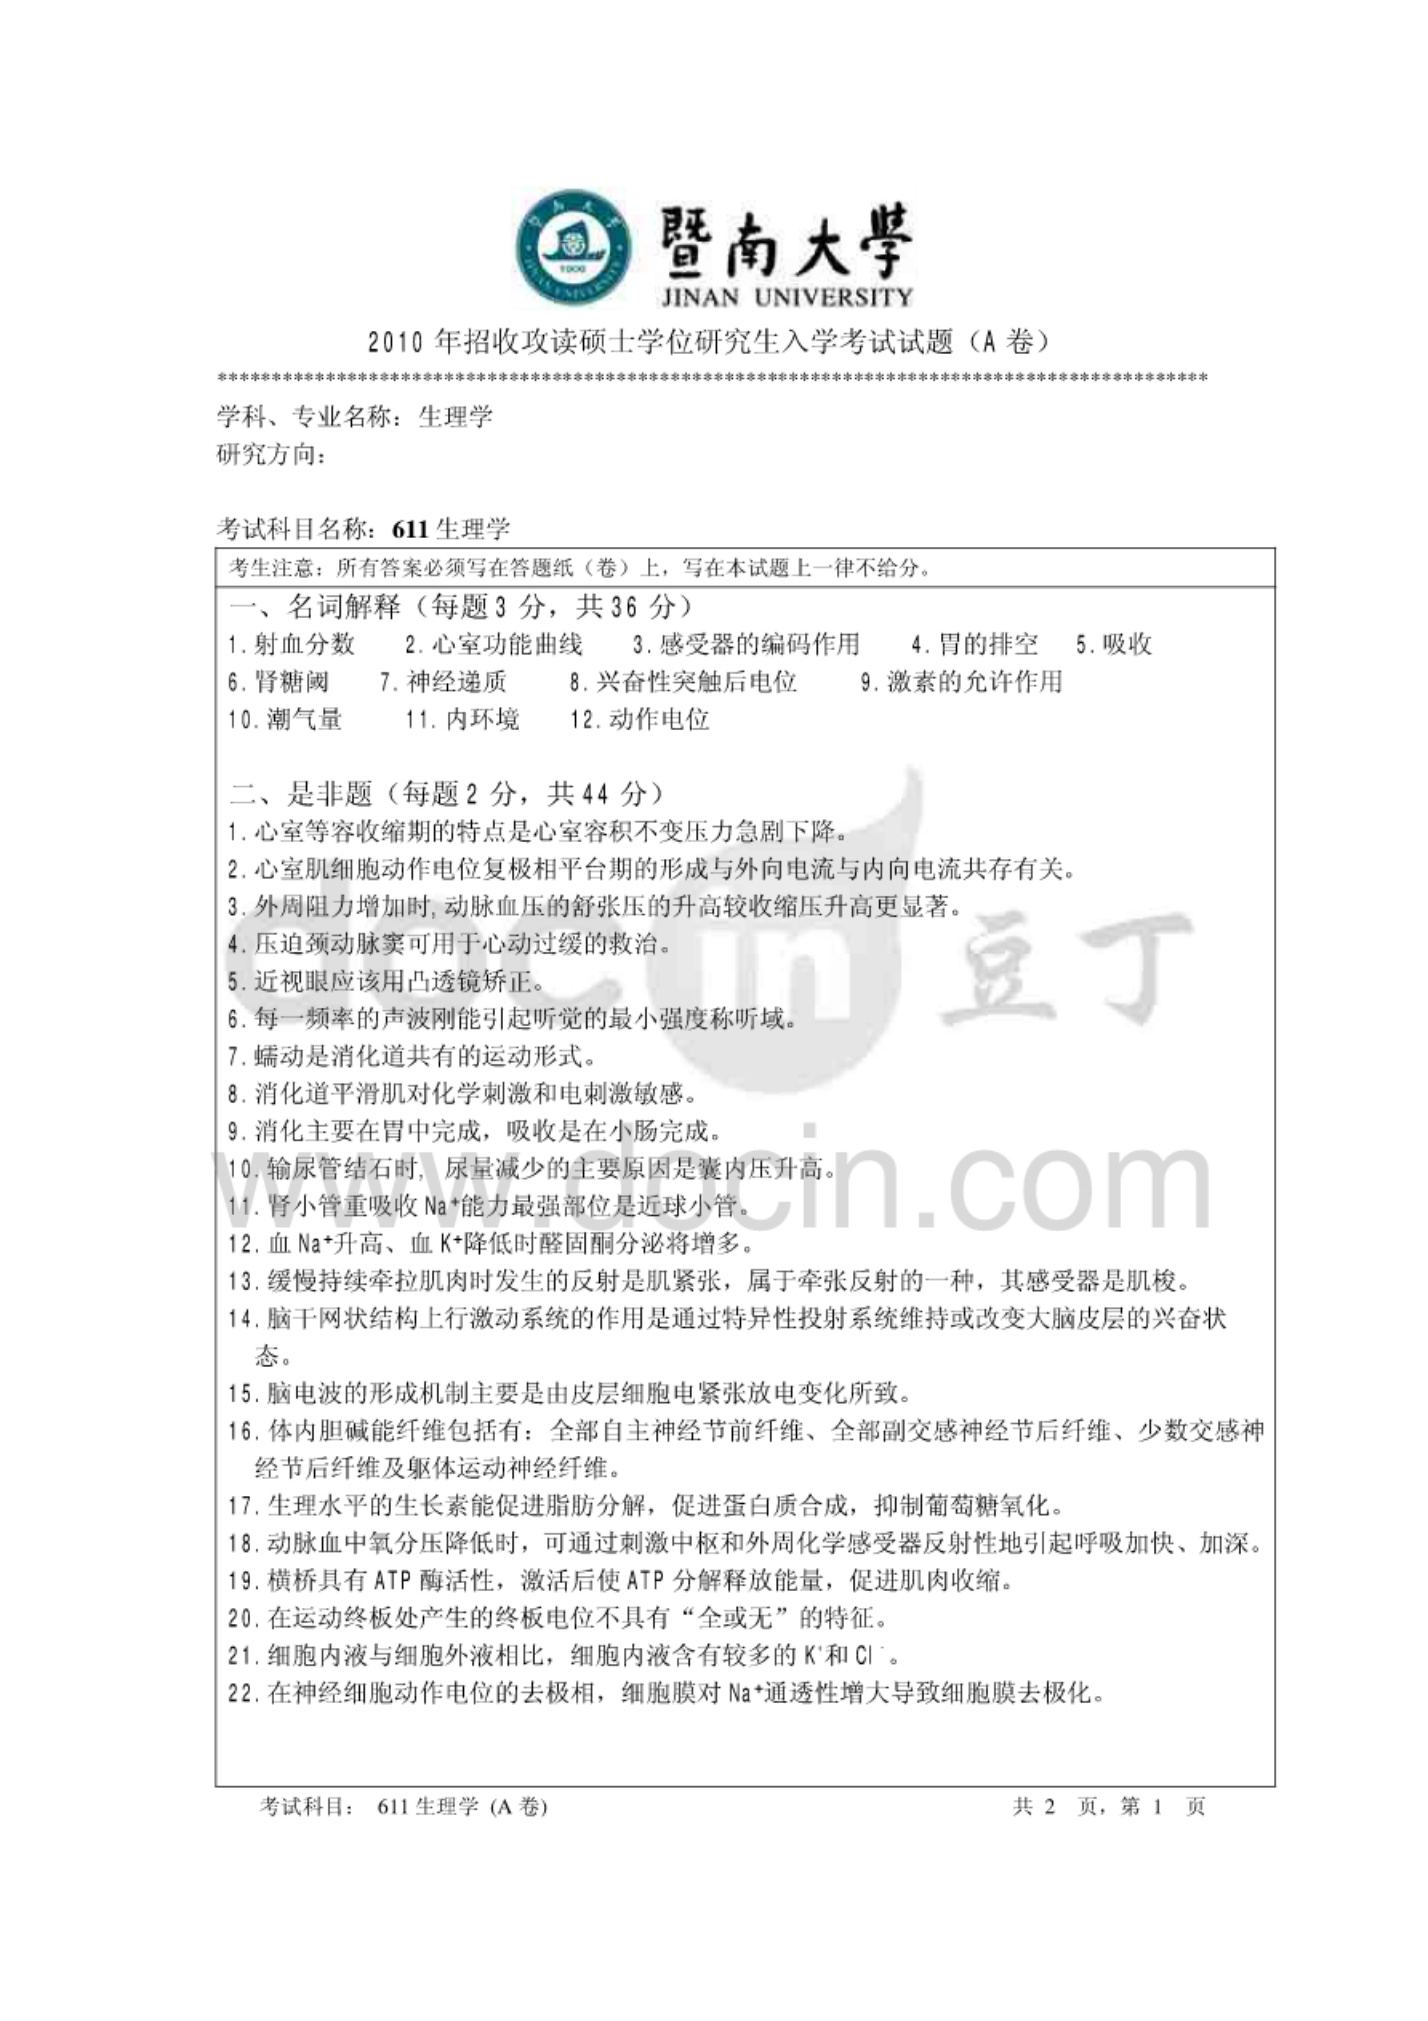 暨南大学
JINAN UNIVERSITY
2010 年招收攻读硕士学位研究生入学考试试题（A 卷）
********************************************************************************************
学科、专业名称：生理学
研究方向：
考试科目名称：611 生理学
考生注意：所有答案必须写在答题纸（卷）上，写在本试题上一律不给分。
一、名词解释（每题 3 分，共 36 分）
1.射血分数 2.心室功能曲线 3.感受器的编码作用 4.胃的排空 5.吸收
6.肾糖阈 7.神经递质 8.兴奋性突触后电位 9.激素的允许作用
10.潮气量 11.内环境 12.动作电位
二、是非题（每题 2 分，共 44 分）
1.心室等容收缩期的特点是心室容积不变压力急剧下降。
2.心室肌细胞动作电位复极相平台期的形成与外向电流与内向电流共存有关。
3.外周阻力增加时,动脉血压的舒张压的升高较收缩压升高更显著。
4.压迫颈动脉窦可用于心动过缓的救治。
5.近视眼应该用凸透镜矫正。
6.每一频率的声波刚能引起听觉的最小强度称听域。
7.蠕动是消化道共有的运动形式。
8.消化道平滑肌对化学刺激和电刺激敏感。
9.消化主要在胃中完成，吸收是在小肠完成。
10.输尿管结石时，尿量减少的主要原因是囊内压升高。
11.肾小管重吸收 Na⁺能力最强部位是近球小管。
12.血 Na⁺升高、血 K⁺降低时醛固酮分泌将增多。
13.缓慢持续牵拉肌肉时发生的反射是肌紧张，属于牵张反射的一种，其感受器是肌梭。
14.脑干网状结构上行激动系统的作用是通过特异性投射系统维持或改变大脑皮层的兴奋状
态。
15.脑电波的形成机制主要是由皮层细胞电紧张放电变化所致。
16.体内胆碱能纤维包括有：全部自主神经节前纤维、全部副交感神经节后纤维、少数交感神
经节后纤维及躯体运动神经纤维。
17.生理水平的生长素能促进脂肪分解，促进蛋白质合成，抑制葡萄糖氧化。
18.动脉血中氧分压降低时，可通过刺激中枢和外周化学感受器反射性地引起呼吸加快、加深。
19.横桥具有 ATP 酶活性，激活后使 ATP 分解释放能量，促进肌肉收缩。
20.在运动终板处产生的终板电位不具有“全或无”的特征。
21.细胞内液与细胞外液相比，细胞内液含有较多的 K⁺和 Cl⁻。
22.在神经细胞动作电位的去极相，细胞膜对 Na⁺通透性增大导致细胞膜去极化。
docin 豆丁
www.docin.com
考试科目： 611 生理学 (A 卷) 共 2 页，第 1 页